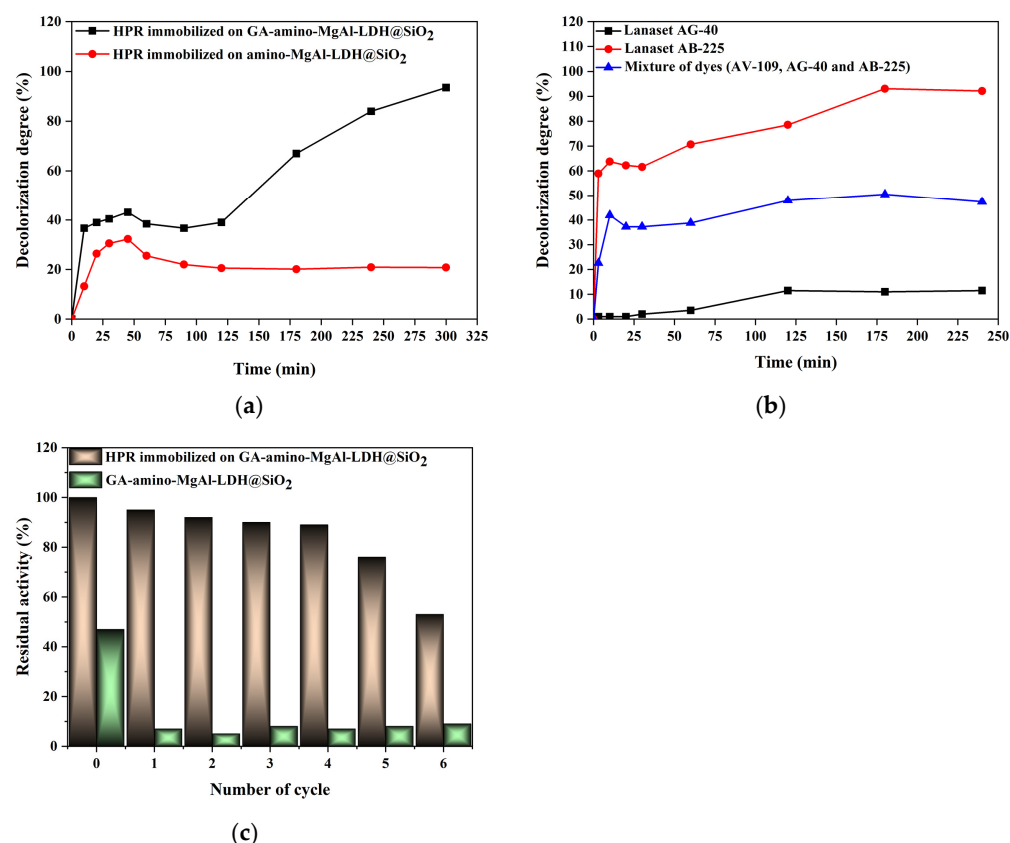 HPR immobilized on GA-amino-MgAl-LDH@SiO2
HPR immobilized on amino-MgAl-LDH@SiO2
Decolorization degree (%)
120
100
80
60
40
20
0
0 25 50 75 100 125 150 175 200 225 250 275 300 325
Time (min)
(a)
Lanaset AG-40
Lanaset AB-225
Mixture of dyes (AV-109, AG-40 and AB-225)
Decolorization degree (%)
120
110
100
90
80
70
60
50
40
30
20
10
0
0 25 50 75 100 125 150 175 200 225 250
Time (min)
(b)
HPR immobilized on GA-amino-MgAl-LDH@SiO2
GA-amino-MgAl-LDH@SiO2
Residual activity (%)
120
100
80
60
40
20
0
0 1 2 3 4 5 6
Number of cycle
(c)